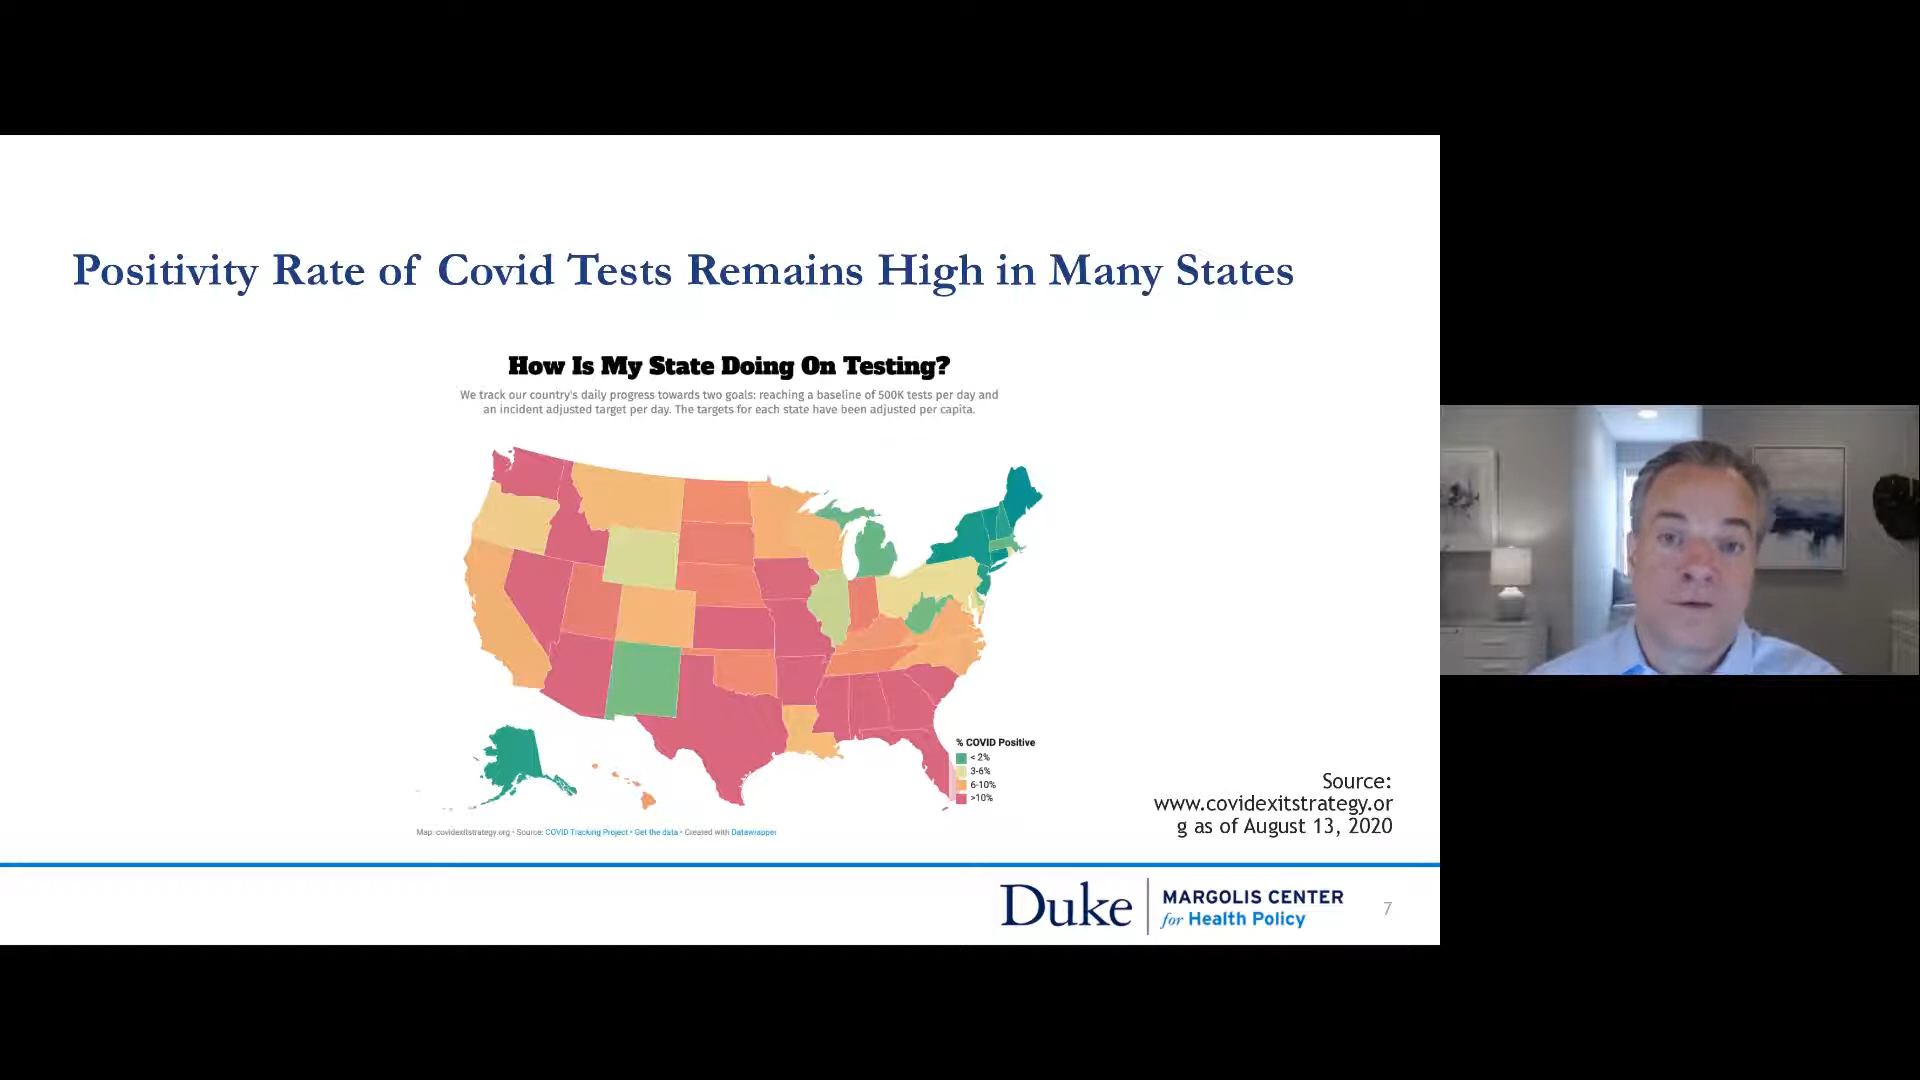 Positivity Rate of Covid Tests Remains High in Many States
How Is My State Doing On Testing?
We track our country's daily progress towards two goals: reaching a baseline of 500K tests per day and
an incident adjusted target per day. The targets for each state have been adjusted per capita.
% COVID Positive
< 2%
3-6%
6-10%
>10%
Map: covidexitstrategy.org • Source: COVID Tracking Project • Get the data • Created with Datawrapper
Source:
www.covidexitstrategy.or
g as of August 13, 2020
Duke
MARGOLIS CENTER
for Health Policy
7